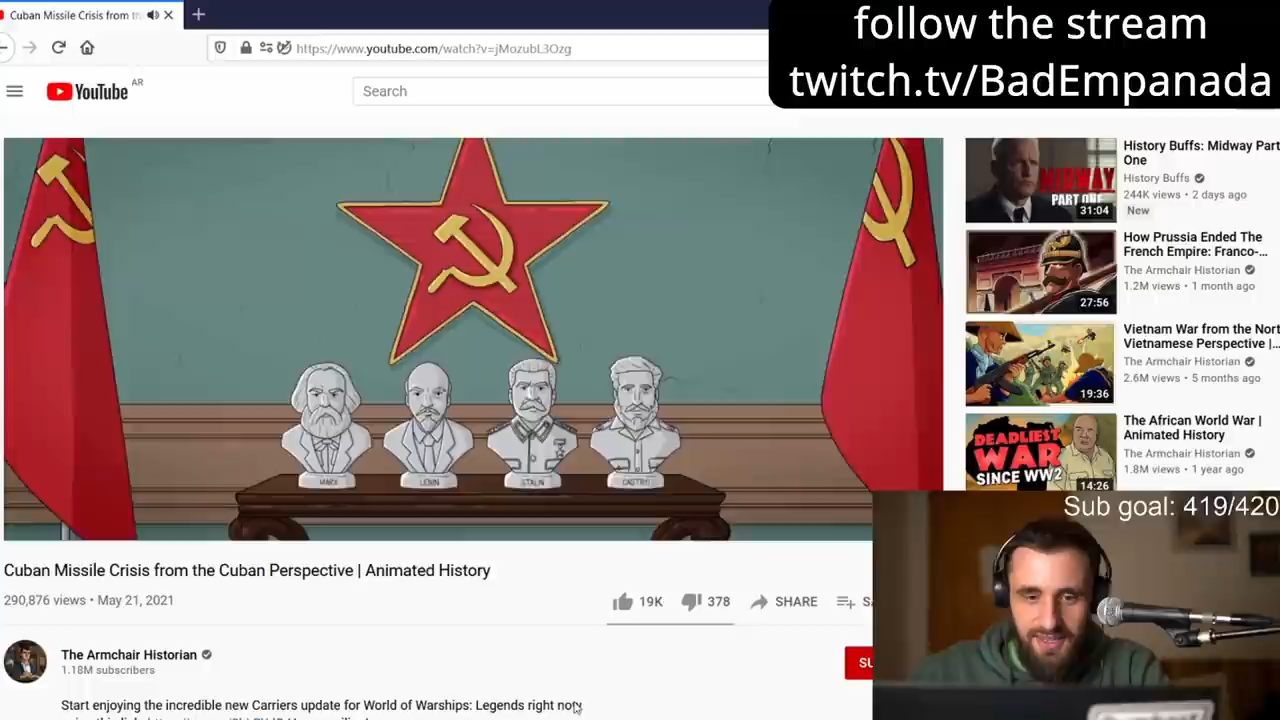 Cuban Missile Crisis from th
follow the stream
twitch.tv/BadEmpanada
https://www.youtube.com/watch?v=jMozubL3Ozg
YouTube AR
Search
MARX
LENIN
STALIN
CASTRO
History Buffs: Midway Part
One
History Buffs
244K views • 2 days ago
New
MIDWAY
PART ONE
31:04
How Prussia Ended The
French Empire: Franco-...
The Armchair Historian
1.2M views • 1 month ago
27:56
Vietnam War from the Nort
Vietnamese Perspective |...
The Armchair Historian
2.6M views • 5 months ago
19:36
The African World War |
Animated History
The Armchair Historian
1.8M views • 1 year ago
DEADLIEST
WAR
SINCE WW2
14:26
Sub goal: 419/420
Cuban Missile Crisis from the Cuban Perspective | Animated History
290,876 views • May 21, 2021
19K
378
SHARE
SA
The Armchair Historian
1.18M subscribers
SU
Start enjoying the incredible new Carriers update for World of Warships: Legends right now